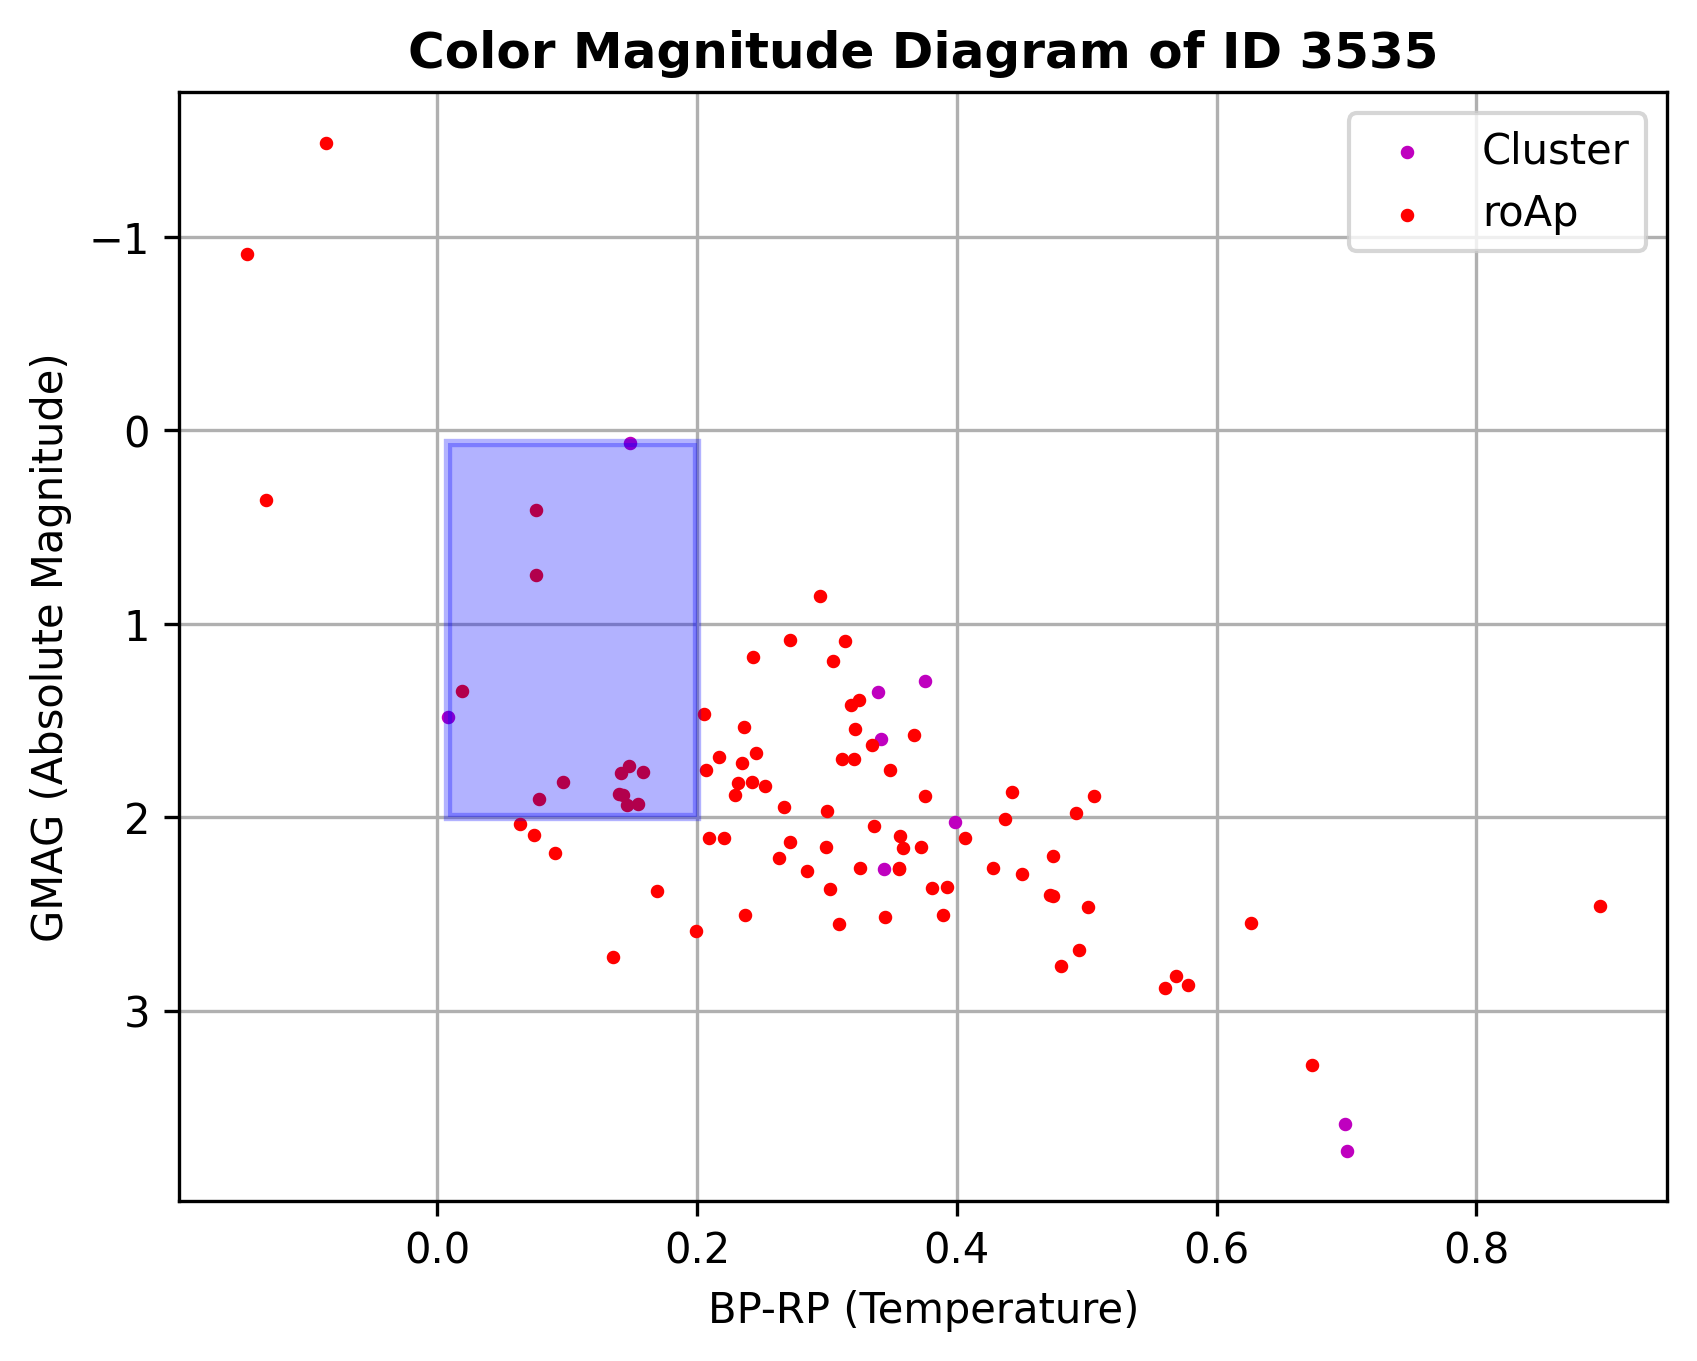 Color Magnitude Diagram of ID 3535
Cluster
roAp
GMAG (Absolute Magnitude)
−1
0
1
2
3
0.0 0.2 0.4 0.6 0.8
BP-RP (Temperature)